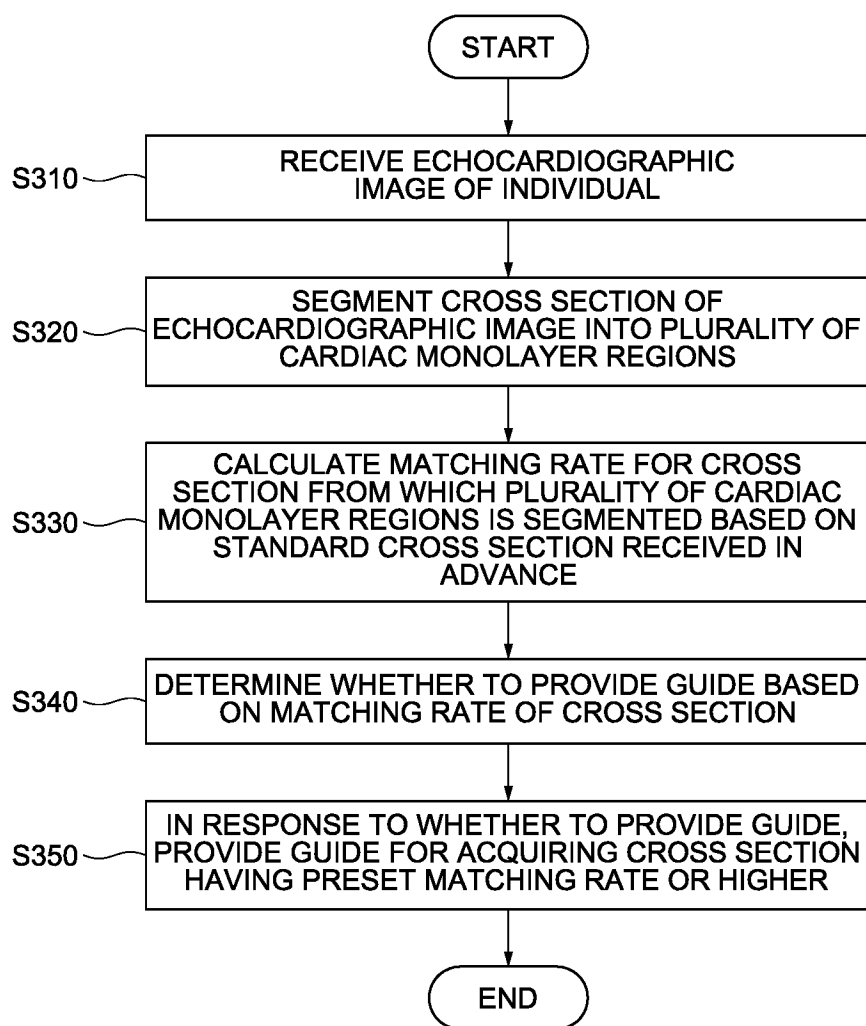 START
S310
RECEIVE ECHOCARDIOGRAPHIC
IMAGE OF INDIVIDUAL
S320
SEGMENT CROSS SECTION OF
ECHOCARDIOGRAPHIC IMAGE INTO PLURALITY OF
CARDIAC MONOLAYER REGIONS
S330
CALCULATE MATCHING RATE FOR CROSS
SECTION FROM WHICH PLURALITY OF CARDIAC
MONOLAYER REGIONS IS SEGMENTED BASED ON
STANDARD CROSS SECTION RECEIVED IN
ADVANCE
S340
DETERMINE WHETHER TO PROVIDE GUIDE BASED
ON MATCHING RATE OF CROSS SECTION
S350
IN RESPONSE TO WHETHER TO PROVIDE GUIDE,
PROVIDE GUIDE FOR ACQUIRING CROSS SECTION
HAVING PRESET MATCHING RATE OR HIGHER
END